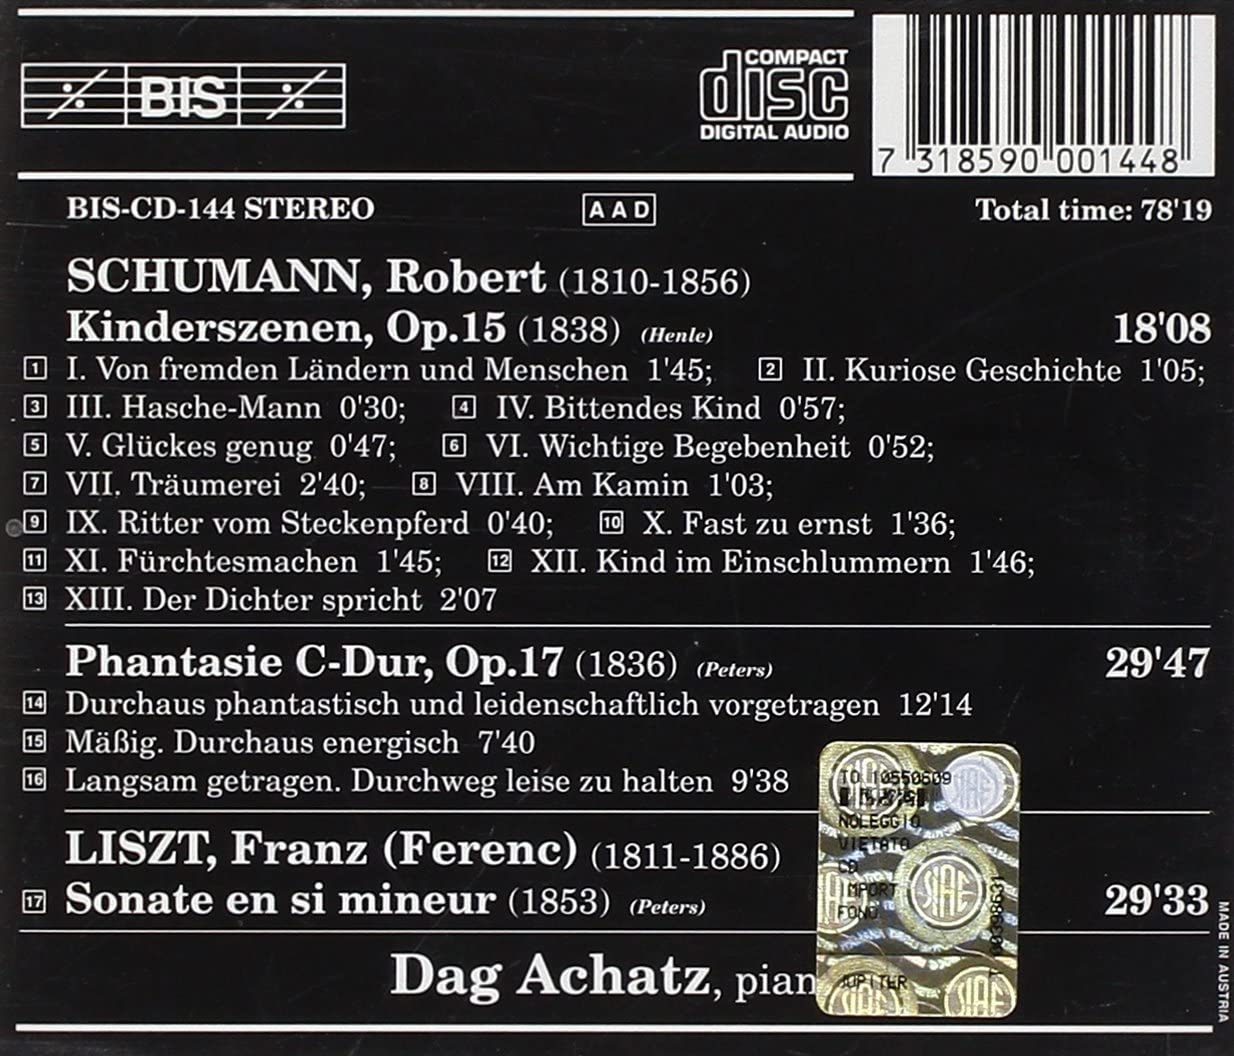 BIS
COMPACT
disc
DIGITAL AUDIO
7 318590 001448
BIS-CD-144 STEREO
AAD
Total time: 78'19
SCHUMANN, Robert (1810-1856)
Kinderszenen, Op.15 (1838) (Henle) 18'08
1 I. Von fremden Ländern und Menschen 1'45; 2 II. Kuriose Geschichte 1'05;
3 III. Hasche-Mann 0'30; 4 IV. Bittendes Kind 0'57;
5 V. Glückes genug 0'47; 6 VI. Wichtige Begebenheit 0'52;
7 VII. Träumerei 2'40; 8 VIII. Am Kamin 1'03;
9 IX. Ritter vom Steckenpferd 0'40; 10 X. Fast zu ernst 1'36;
11 XI. Fürchtesmachen 1'45; 12 XII. Kind im Einschlummern 1'46;
13 XIII. Der Dichter spricht 2'07
Phantasie C-Dur, Op.17 (1836) (Peters) 29'47
14 Durchaus phantastisch und leidenschaftlich vorgetragen 12'14
15 Mäßig. Durchaus energisch 7'40
16 Langsam getragen. Durchweg leise zu halten 9'38
LISZT, Franz (Ferenc) (1811-1886)
17 Sonate en si mineur (1853) (Peters) 29'33
Dag Achatz, pian
TO 10550609
NOLEGGIO
VIETATO
CD
IMPORT
FONO
JUPITER
SIAE
MADE IN AUSTRIA